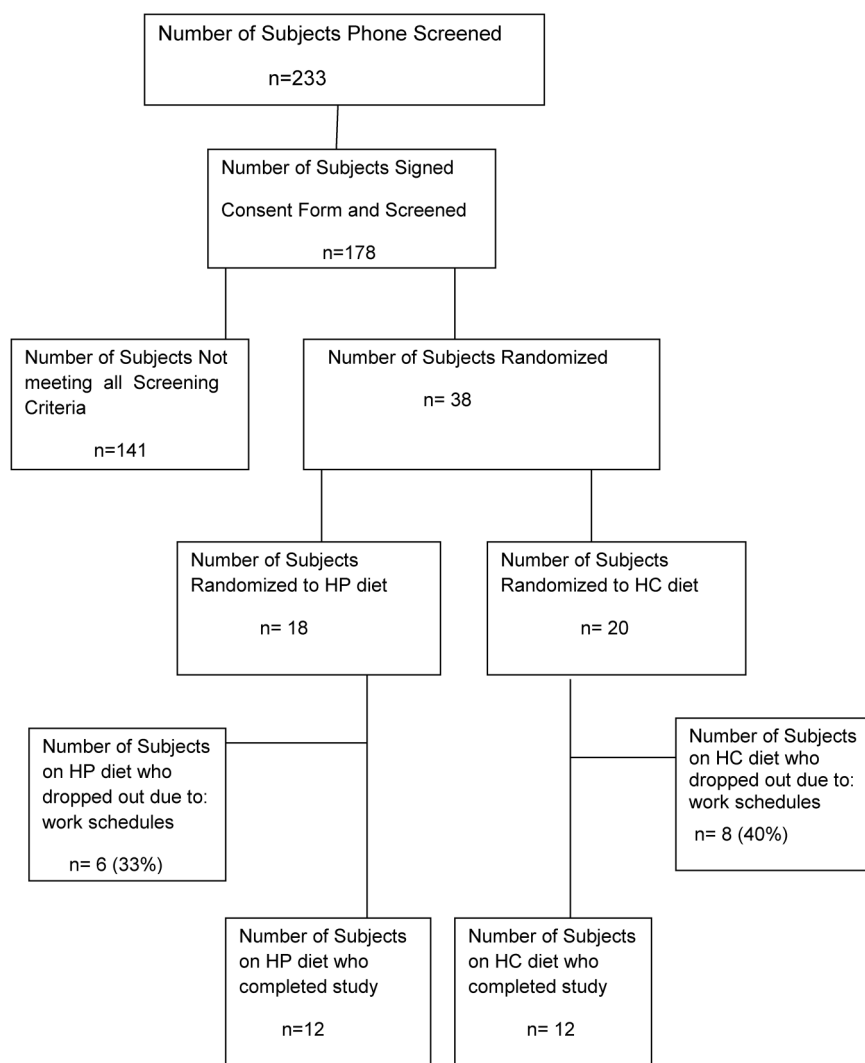 Number of Subjects Phone Screened
n=233
Number of Subjects Signed
Consent Form and Screened
n=178
Number of Subjects Not
meeting all Screening
Criteria
n=141
Number of Subjects Randomized
n= 38
Number of Subjects
Randomized to HP diet
n= 18
Number of Subjects
Randomized to HC diet
n= 20
Number of Subjects
on HP diet who
dropped out due to:
work schedules
n= 6 (33%)
Number of Subjects
on HC diet who
dropped out due to:
work schedules
n= 8 (40%)
Number of Subjects
on HP diet who
completed study
n=12
Number of Subjects
on HC diet who
completed study
n= 12